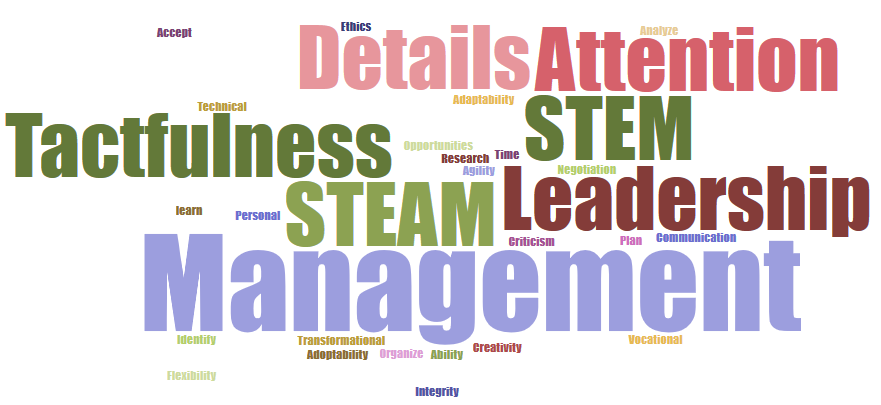 Accept
Ethics
Details
Attention
Analyze
Technical
Adaptability
Tactfulness
STEM
Opportunities
Research
Time
Agility
Negotiation
STEAM
Leadership
learn
Personal
Criticism
Plan
Communication
Management
Identify
Transformational
Vocational
Adoptability
Organize
Ability
Creativity
Flexibility
Integrity